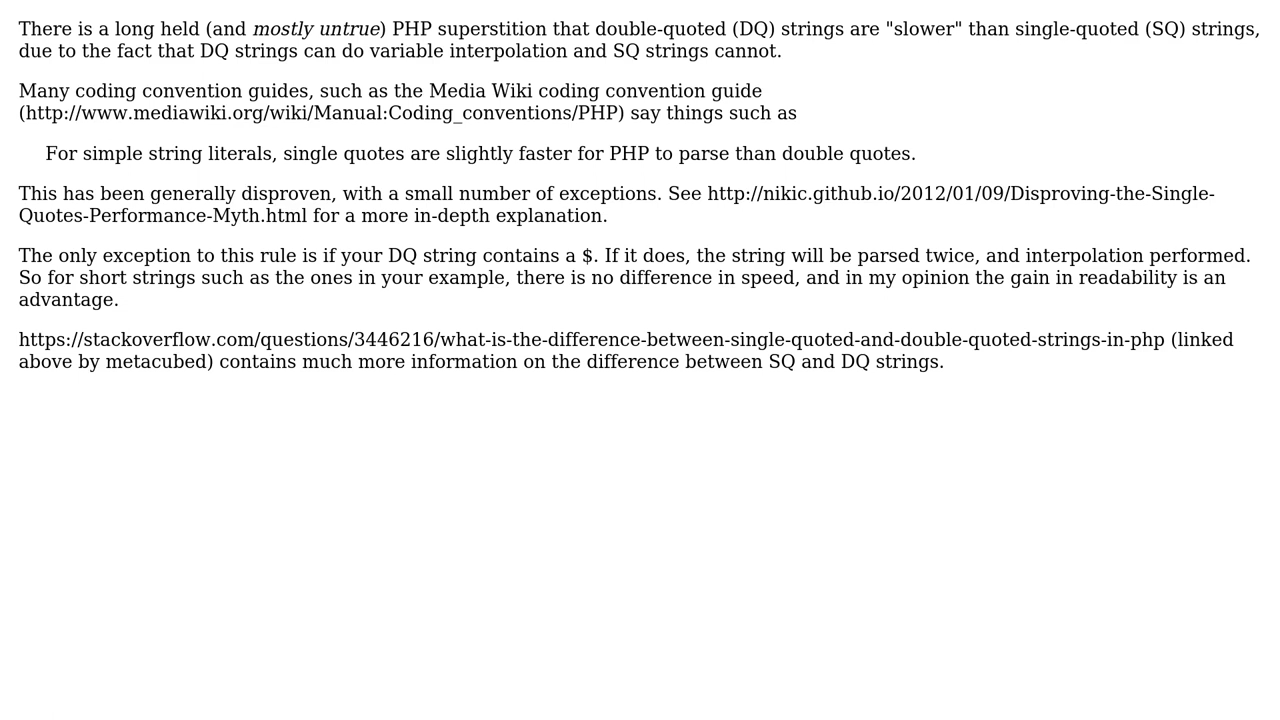 There is a long held (and mostly untrue) PHP superstition that double-quoted (DQ) strings are "slower" than single-quoted (SQ) strings,
due to the fact that DQ strings can do variable interpolation and SQ strings cannot.
Many coding convention guides, such as the Media Wiki coding convention guide
(http://www.mediawiki.org/wiki/Manual:Coding_conventions/PHP) say things such as
For simple string literals, single quotes are slightly faster for PHP to parse than double quotes.
This has been generally disproven, with a small number of exceptions. See http://nikic.github.io/2012/01/09/Disproving-the-Single-
Quotes-Performance-Myth.html for a more in-depth explanation.
The only exception to this rule is if your DQ string contains a $. If it does, the string will be parsed twice, and interpolation performed.
So for short strings such as the ones in your example, there is no difference in speed, and in my opinion the gain in readability is an
advantage.
https://stackoverflow.com/questions/3446216/what-is-the-difference-between-single-quoted-and-double-quoted-strings-in-php (linked
above by metacubed) contains much more information on the difference between SQ and DQ strings.